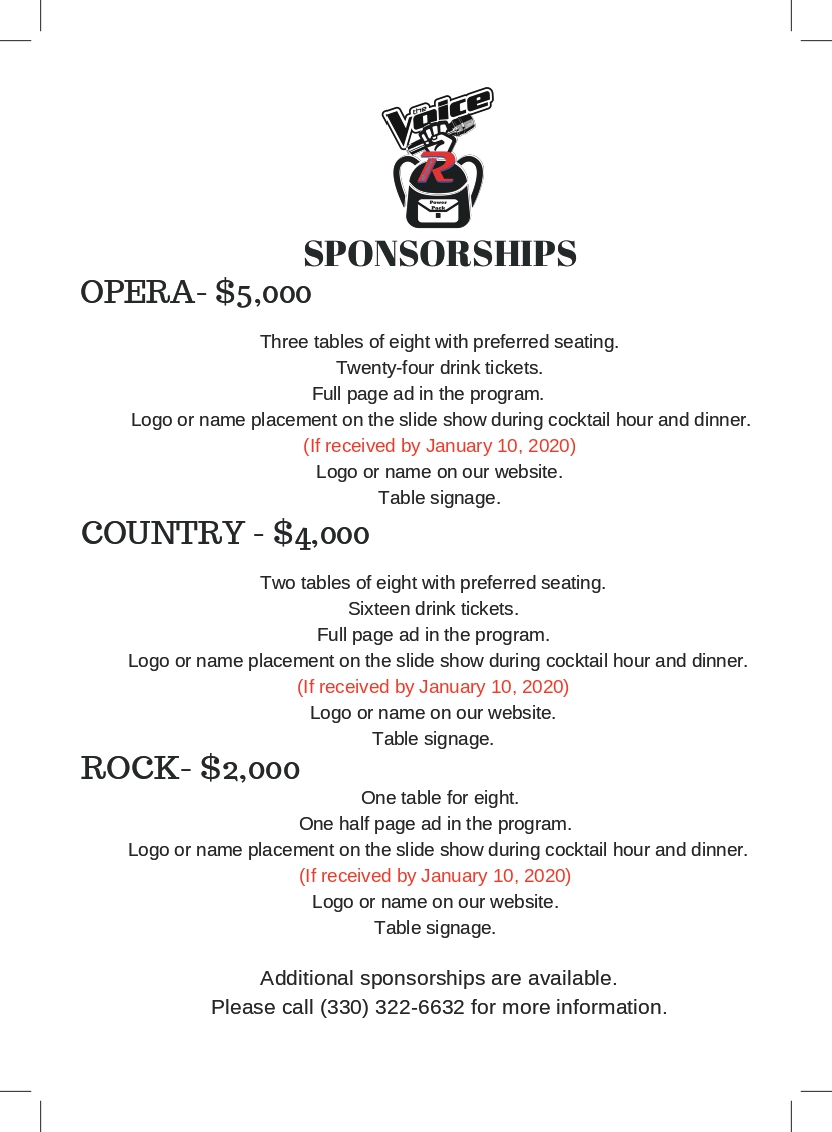 the
Voice
R
Power
Pack
SPONSORSHIPS
OPERA- $5,000
Three tables of eight with preferred seating.
Twenty-four drink tickets.
Full page ad in the program.
Logo or name placement on the slide show during cocktail hour and dinner.
(If received by January 10, 2020)
Logo or name on our website.
Table signage.
COUNTRY - $4,000
Two tables of eight with preferred seating.
Sixteen drink tickets.
Full page ad in the program.
Logo or name placement on the slide show during cocktail hour and dinner.
(If received by January 10, 2020)
Logo or name on our website.
Table signage.
ROCK- $2,000
One table for eight.
One half page ad in the program.
Logo or name placement on the slide show during cocktail hour and dinner.
(If received by January 10, 2020)
Logo or name on our website.
Table signage.
Additional sponsorships are available.
Please call (330) 322-6632 for more information.